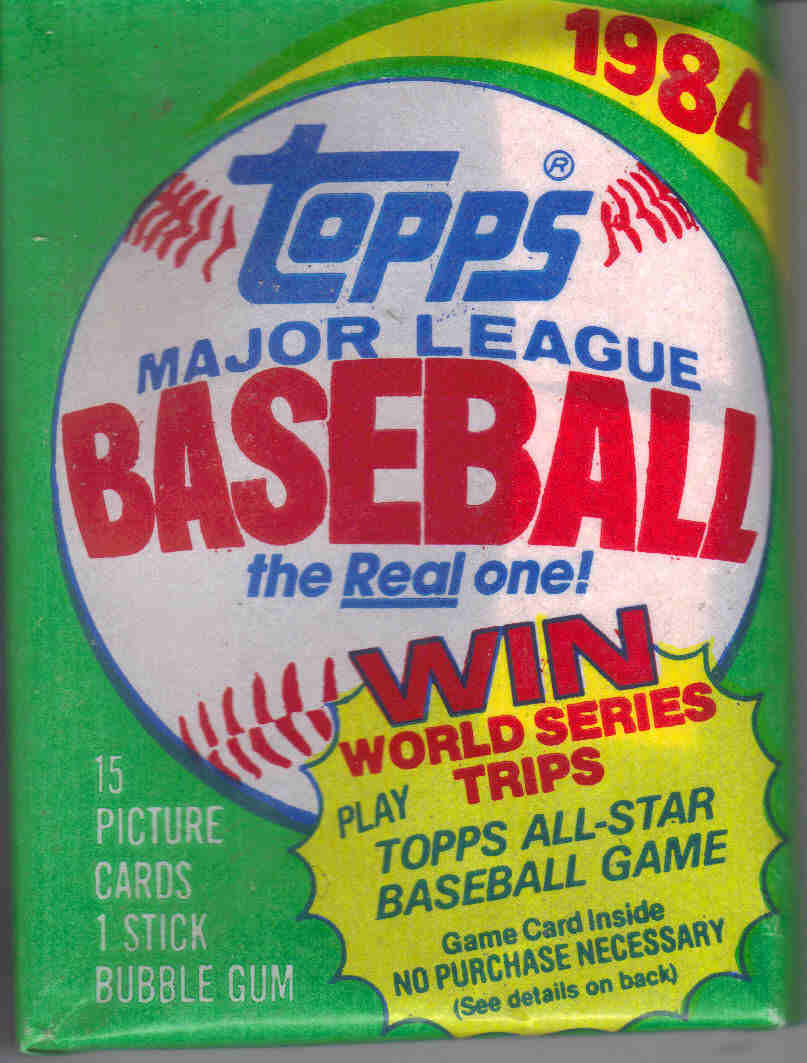 1984
Topps®
MAJOR LEAGUE
BASEBALL
the Real one!
WIN
WORLD SERIES
TRIPS
PLAY
TOPPS ALL-STAR
BASEBALL GAME
Game Card Inside
NO PURCHASE NECESSARY
(See details on back)
15
PICTURE
CARDS
1 STICK
BUBBLE GUM